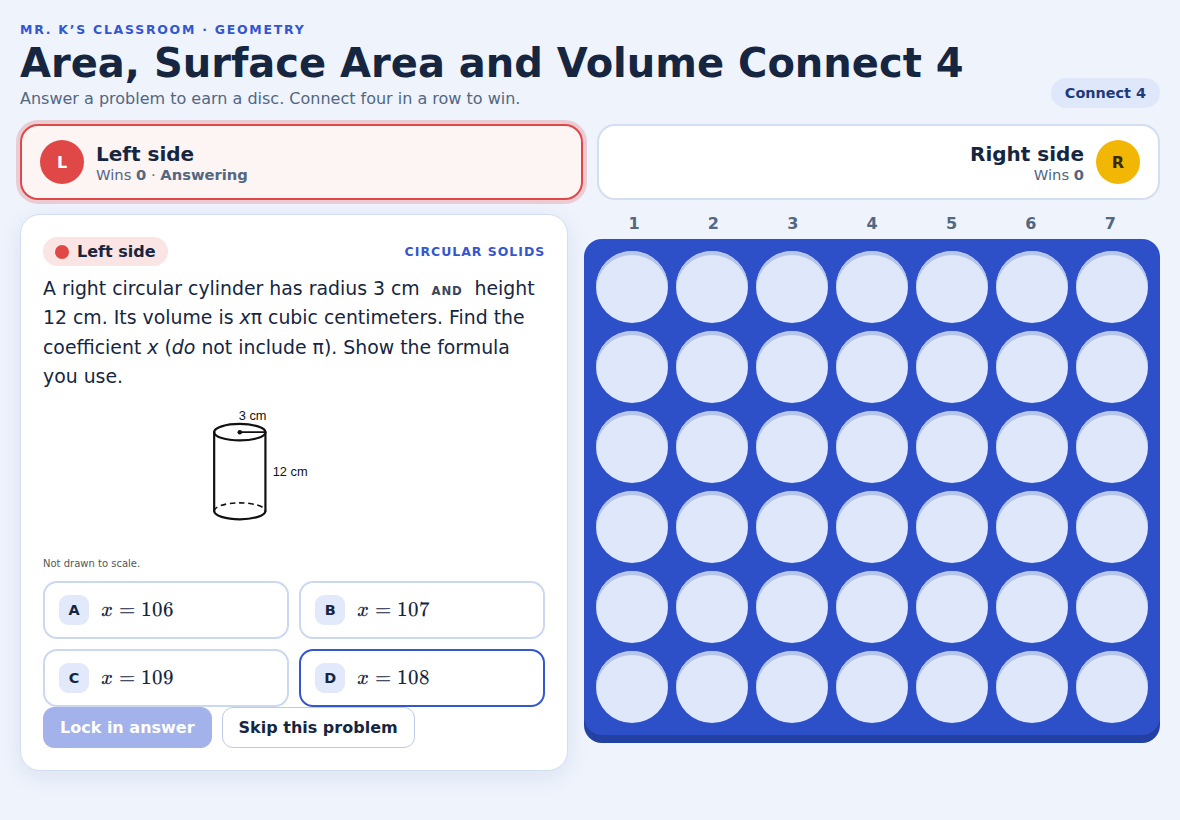 MR. K’S CLASSROOM · GEOMETRY
Area, Surface Area and Volume Connect 4
Answer a problem to earn a disc. Connect four in a row to win.
Connect 4
L
Left side
Wins 0 · Answering
Right side
Wins 0
R
Left side
CIRCULAR SOLIDS
A right circular cylinder has radius 3 cm AND height
12 cm. Its volume is xπ cubic centimeters. Find the
coefficient x (do not include π). Show the formula
you use.
3 cm
12 cm
Not drawn to scale.
A x = 106
B x = 107
C x = 109
D x = 108
Lock in answer
Skip this problem
1 2 3 4 5 6 7